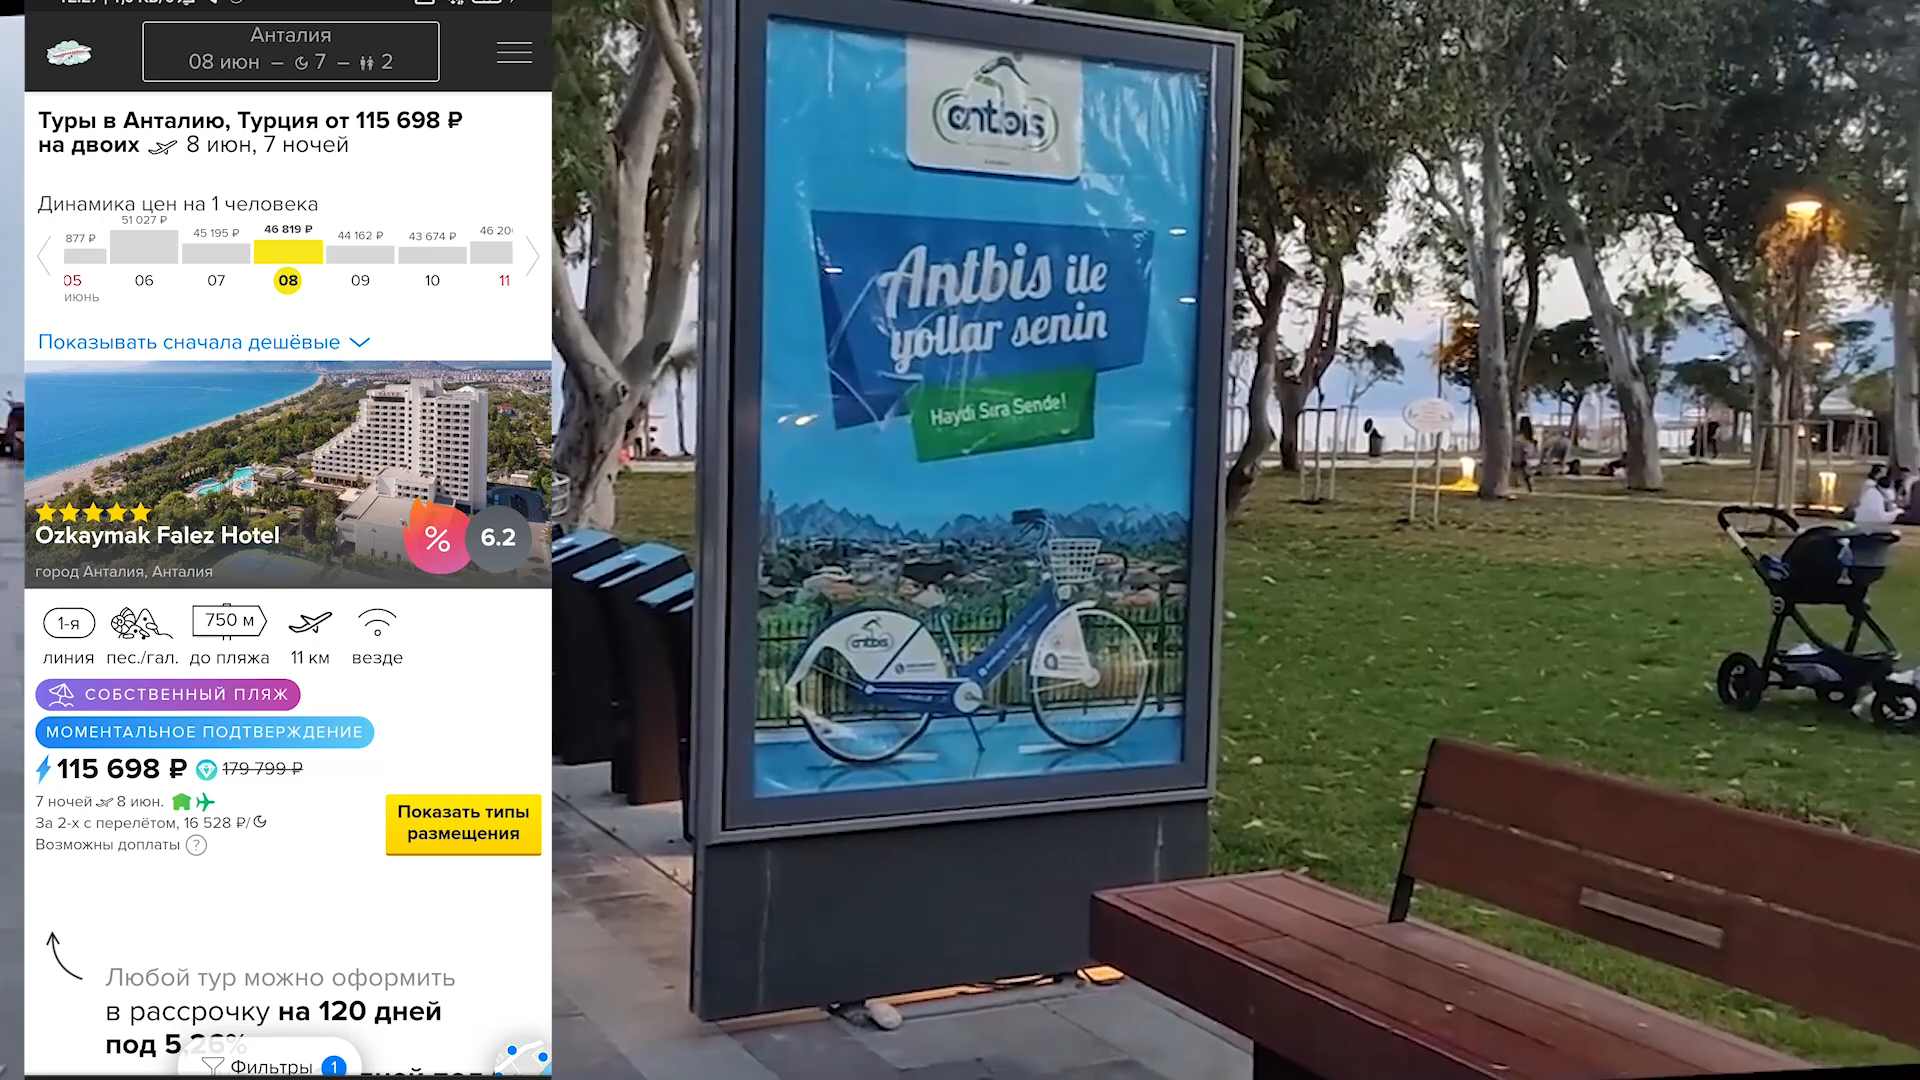 Анталия
08 июн – 7 – 2
Туры в Анталию, Турция от 115 698 ₽
на двоих 8 июн, 7 ночей
Динамика цен на 1 человека
877 ₽
51 027 ₽
45 195 ₽
46 819 ₽
44 162 ₽
43 674 ₽
46 20
05
06
07
08
09
10
11
июнь
Показывать сначала дешёвые
Ozkaymak Falez Hotel
% 6.2
город Анталия, Анталия
1-я
750 м
линия
пес./гал.
до пляжа
11 км
везде
СОБСТВЕННЫЙ ПЛЯЖ
МОМЕНТАЛЬНОЕ ПОДТВЕРЖДЕНИЕ
115 698 ₽ 179 799 ₽
7 ночей 8 июн.
За 2-х с перелётом, 16 528 ₽/
Возможны доплаты ?
Показать типы
размещения
Любой тур можно оформить
в рассрочку на 120 дней
под 5,26%
Фильтры 1
antbis
Antbis ile
yollar senin
Haydi Sıra Sende!
antbis